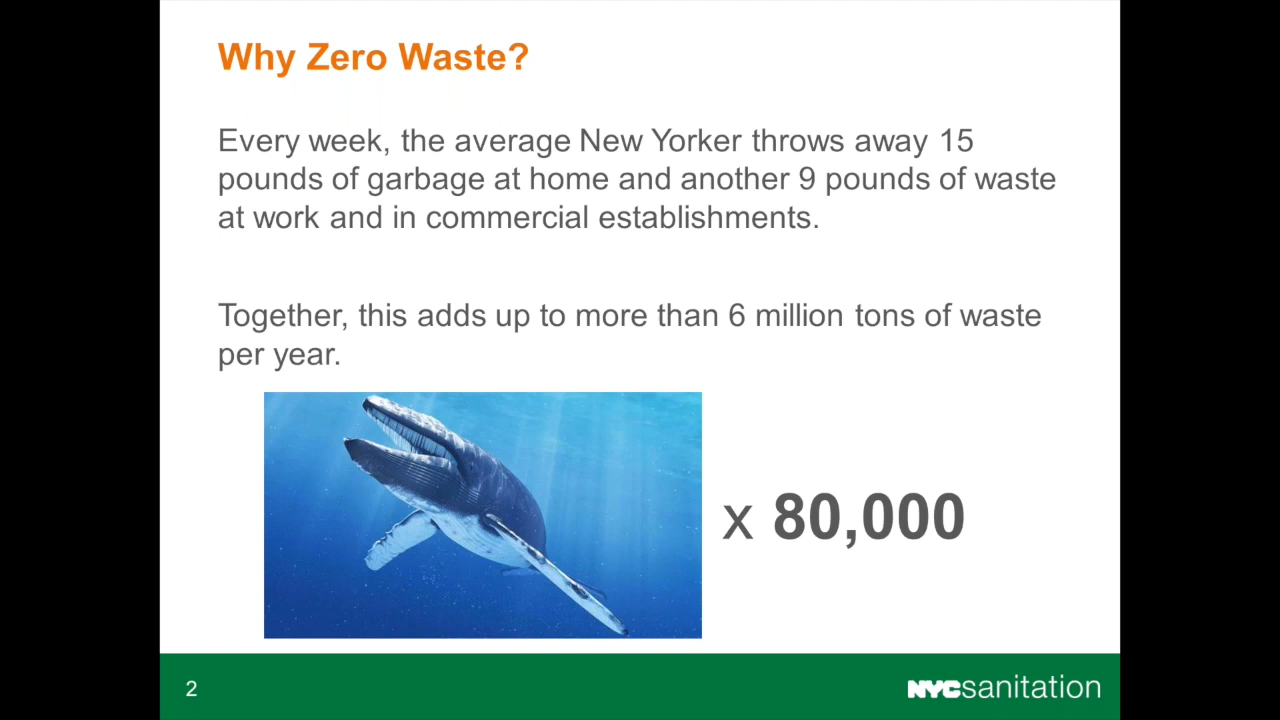 Why Zero Waste?
Every week, the average New Yorker throws away 15
pounds of garbage at home and another 9 pounds of waste
at work and in commercial establishments.
Together, this adds up to more than 6 million tons of waste
per year.
x 80,000
2
NYCsanitation